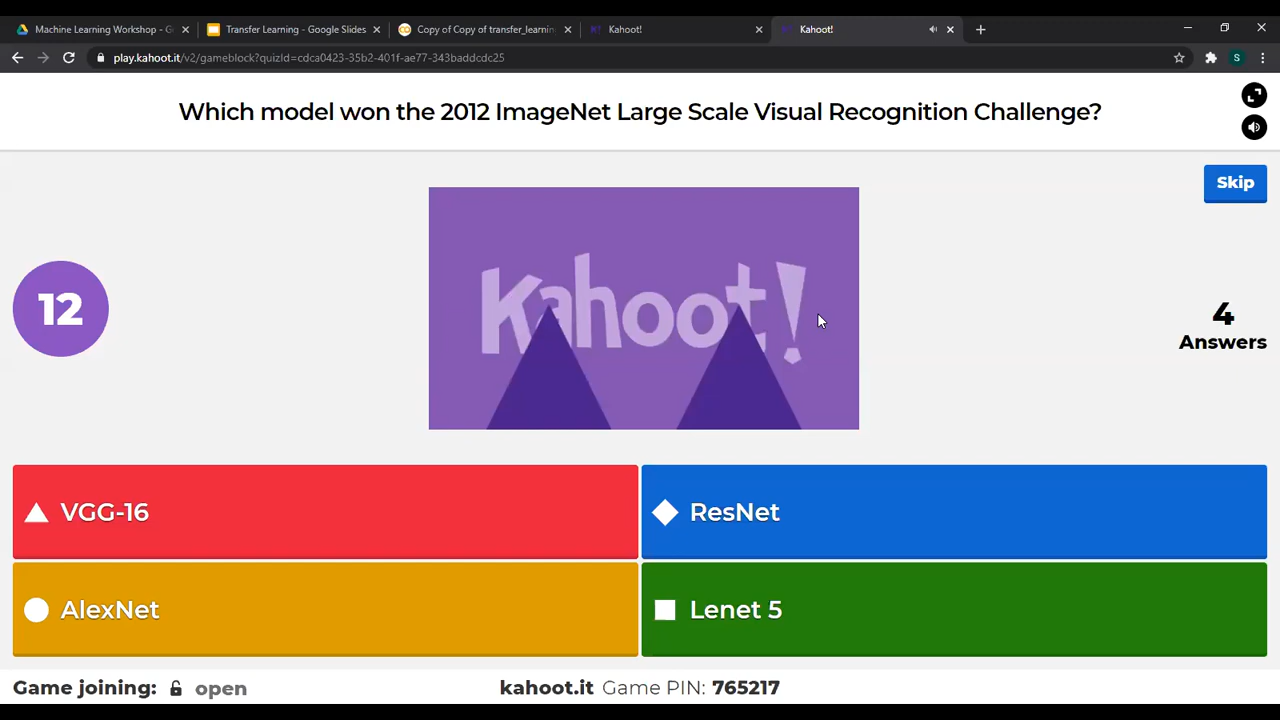 Machine Learning Workshop - G
Transfer Learning - Google Slides
Copy of Copy of transfer_learnin
Kahoot!
Kahoot!
play.kahoot.it/v2/gameblock?quizId=cdca0423-35b2-401f-ae77-343baddcdc25
S
Which model won the 2012 ImageNet Large Scale Visual Recognition Challenge?
Skip
Kahoot!
12
4
Answers
VGG-16
ResNet
AlexNet
Lenet 5
Game joining: open
kahoot.it Game PIN: 765217